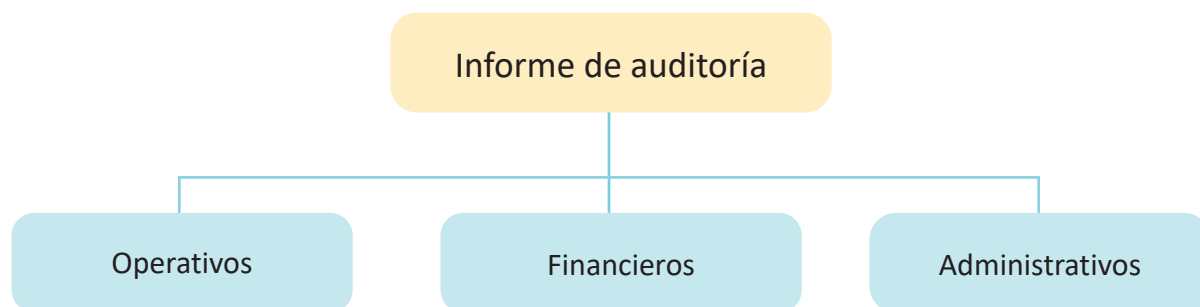 Informe de auditoría
Operativos
Financieros
Administrativos